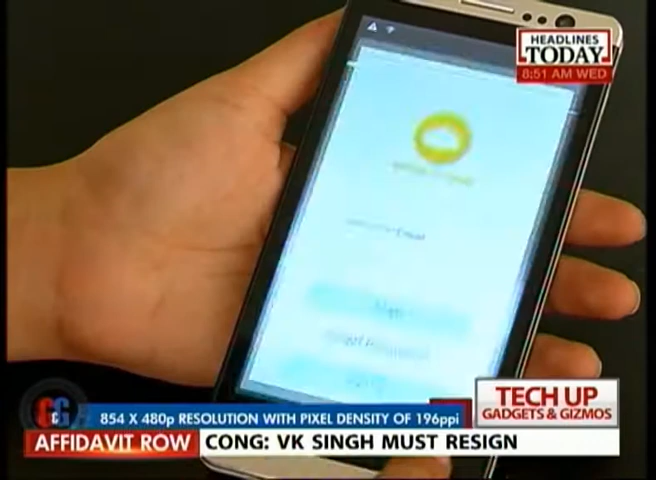 HEADLINES
TODAY
8:51 AM WED
TECH UP
GADGETS & GIZMOS
G&G
854 X 480p RESOLUTION WITH PIXEL DENSITY OF 196ppi
AFFIDAVIT ROW
CONG: VK SINGH MUST RESIGN